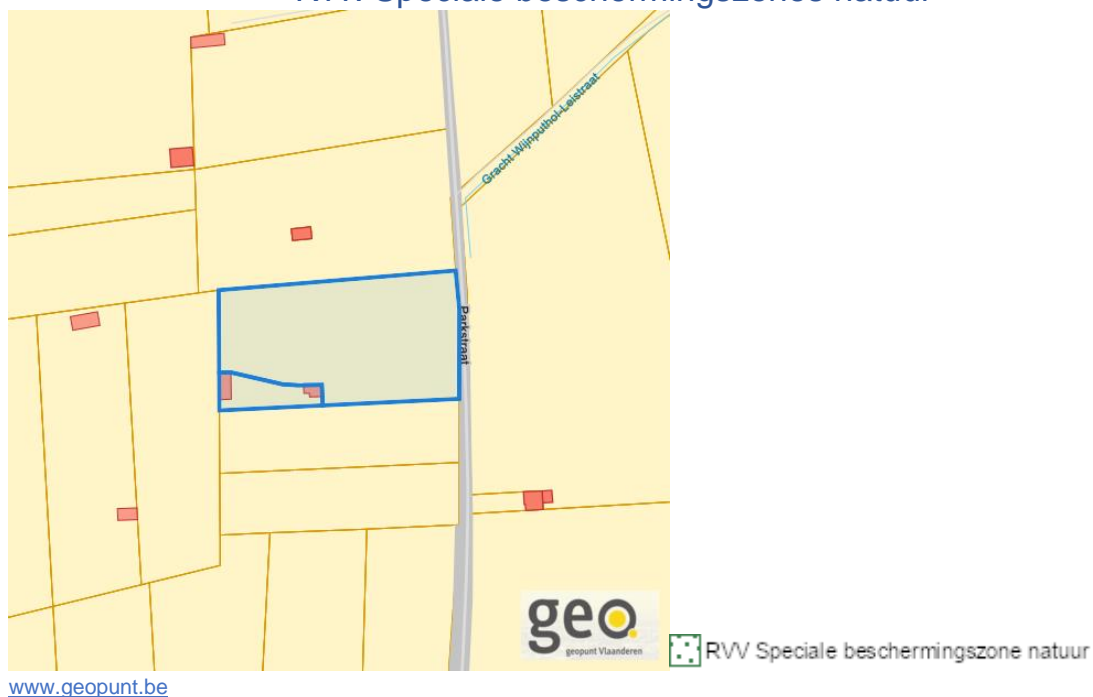 RVV Speciale beschermingszones natuur
Gracht Wijnputhol-Leistraat
Parkstraat
geo
geopunt Vlaanderen
RVV Speciale beschermingszone natuur
www.geopunt.be